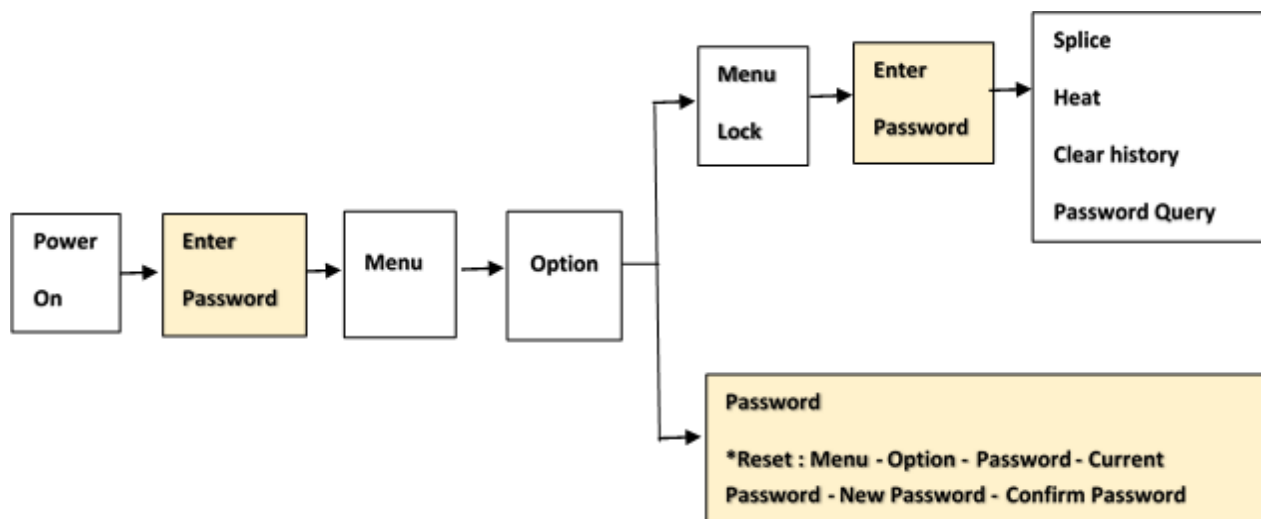 Power
On
Enter
Password
Menu
Option
Menu
Lock
Enter
Password
Splice
Heat
Clear history
Password Query
Password
*Reset : Menu - Option - Password - Current
Password - New Password - Confirm Password